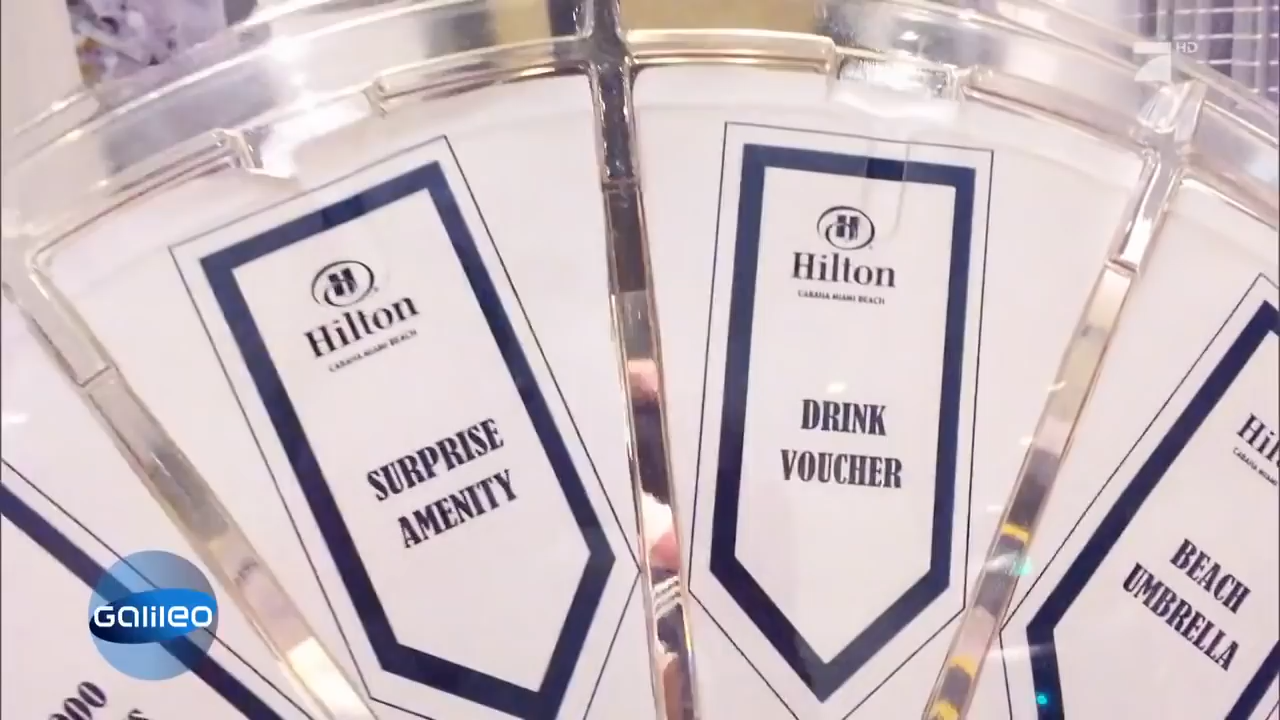 HD
Hilton
CABANA MIAMI BEACH
SURPRISE
AMENITY
Hilton
CABANA MIAMI BEACH
DRINK
VOUCHER
BEACH
UMBRELLA
GALILEO